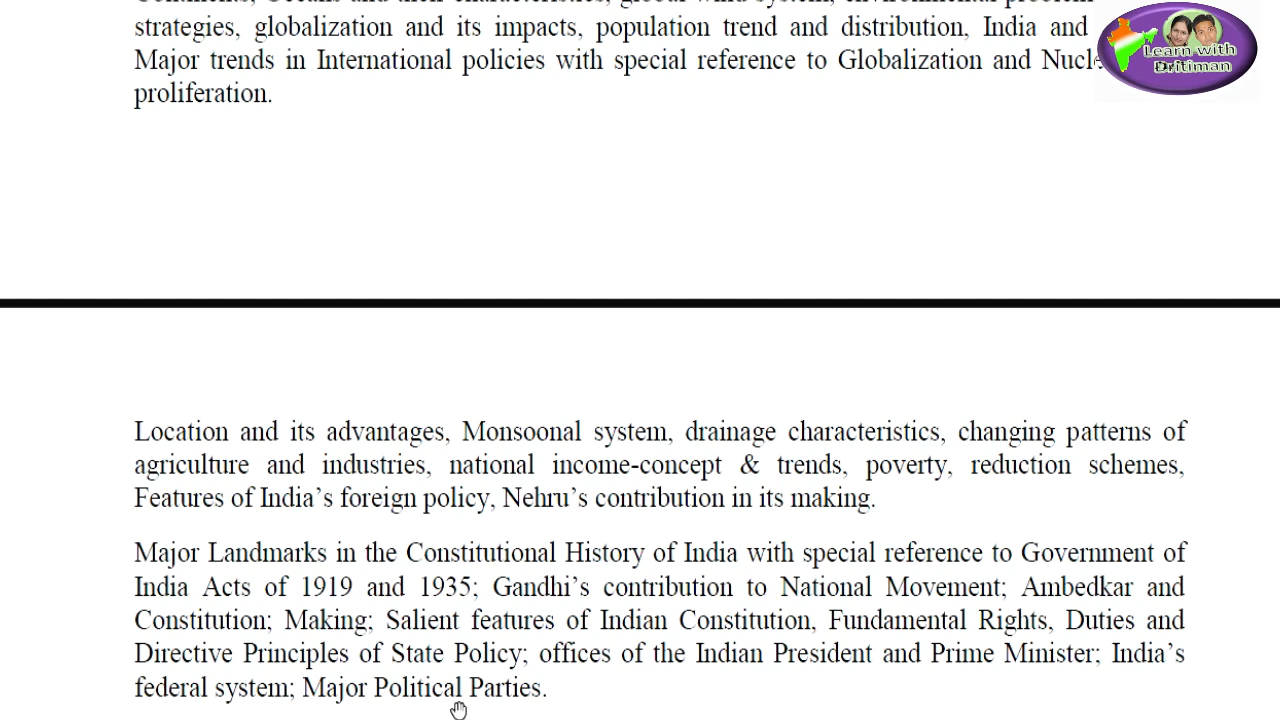 strategies, globalization and its impacts, population trend and distribution, India and
Major trends in International policies with special reference to Globalization and
proliferation.
Learn with
Dritiman
Location and its advantages, Monsoonal system, drainage characteristics, changing patterns of
agriculture and industries, national income-concept & trends, poverty, reduction schemes,
Features of India's foreign policy, Nehru's contribution in its making.
Major Landmarks in the Constitutional History of India with special reference to Government of
India Acts of 1919 and 1935; Gandhi's contribution to National Movement; Ambedkar and
Constitution; Making; Salient features of Indian Constitution, Fundamental Rights, Duties and
Directive Principles of State Policy; offices of the Indian President and Prime Minister; India's
federal system; Major Political Parties.